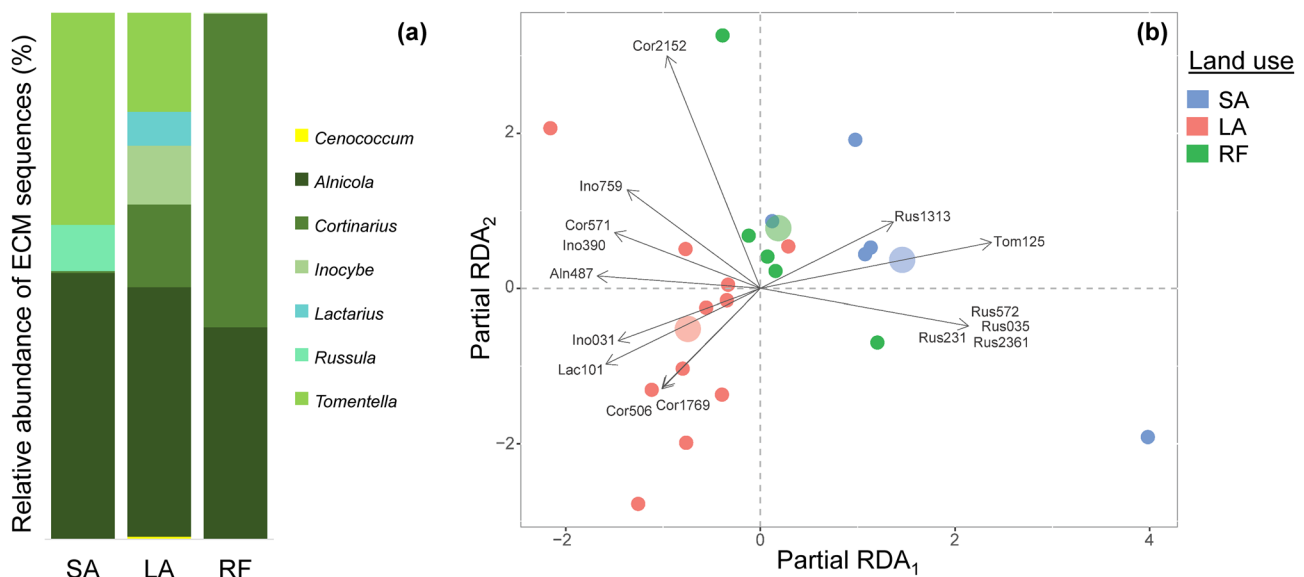 Relative abundance of ECM sequences (%)
(a)
Cenococcum
Alnicola
Cortinarius
Inocybe
Lactarius
Russula
Tomentella
SA LA RF
(b)
Partial RDA2
2
0
−2
Cor2152
Ino759
Cor571
Ino390
Aln487
Ino031
Lac101
Cor506
Cor1769
Rus1313
Tom125
Rus572
Rus035
Rus231
Rus2361
−2 0 2 4
Partial RDA1
Land use
SA
LA
RF